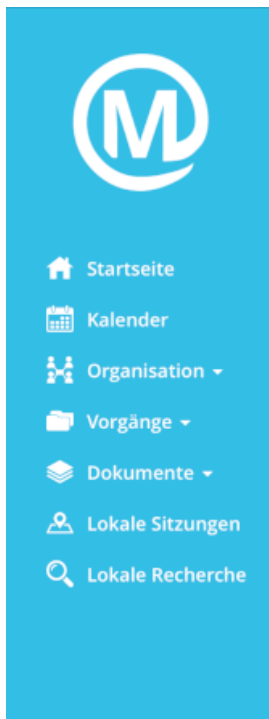 M
Startseite
Kalender
Organisation
Vorgänge
Dokumente
Lokale Sitzungen
Lokale Recherche